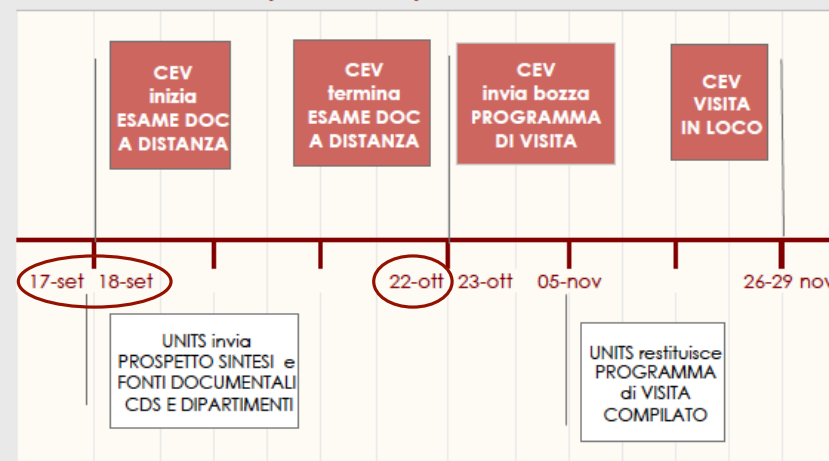 CEV
inizia
ESAME DOC
A DISTANZA
CEV
termina
ESAME DOC
A DISTANZA
CEV
invia bozza
PROGRAMMA
DI VISITA
CEV
VISITA
IN LOCO
17-set 18-set 22-ott 23-ott 05-nov 26-29 nov
UNITS invia
PROSPETTO SINTESI e
FONTI DOCUMENTALI
CDS E DIPARTIMENTI
UNITS restituisce
PROGRAMMA
di VISITA
COMPILATO